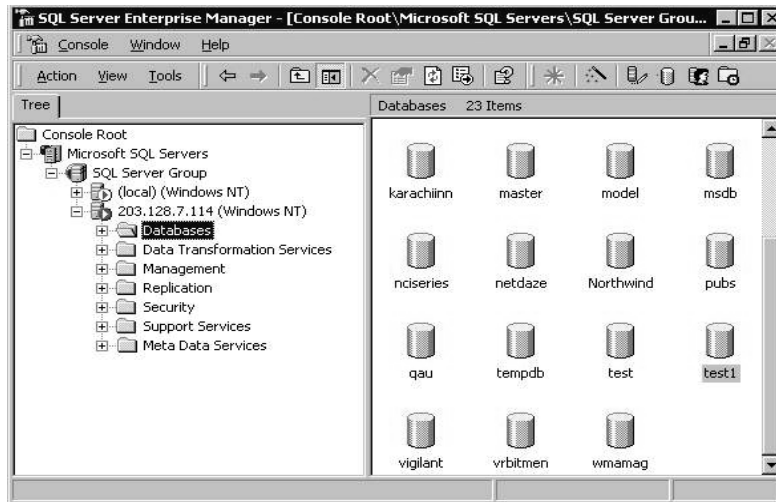 SQL Server Enterprise Manager - [Console Root\Microsoft SQL Servers\SQL Server Grou...
Console Window Help
Action View Tools
Tree
Databases 23 Items
Console Root
Microsoft SQL Servers
SQL Server Group
(local) (Windows NT)
203.128.7.114 (Windows NT)
Databases
Data Transformation Services
Management
Replication
Security
Support Services
Meta Data Services
karachiinn master model msdb
nciseries netdaze Northwind pubs
qau tempdb test test1
vigilant vrbitmen wmamag